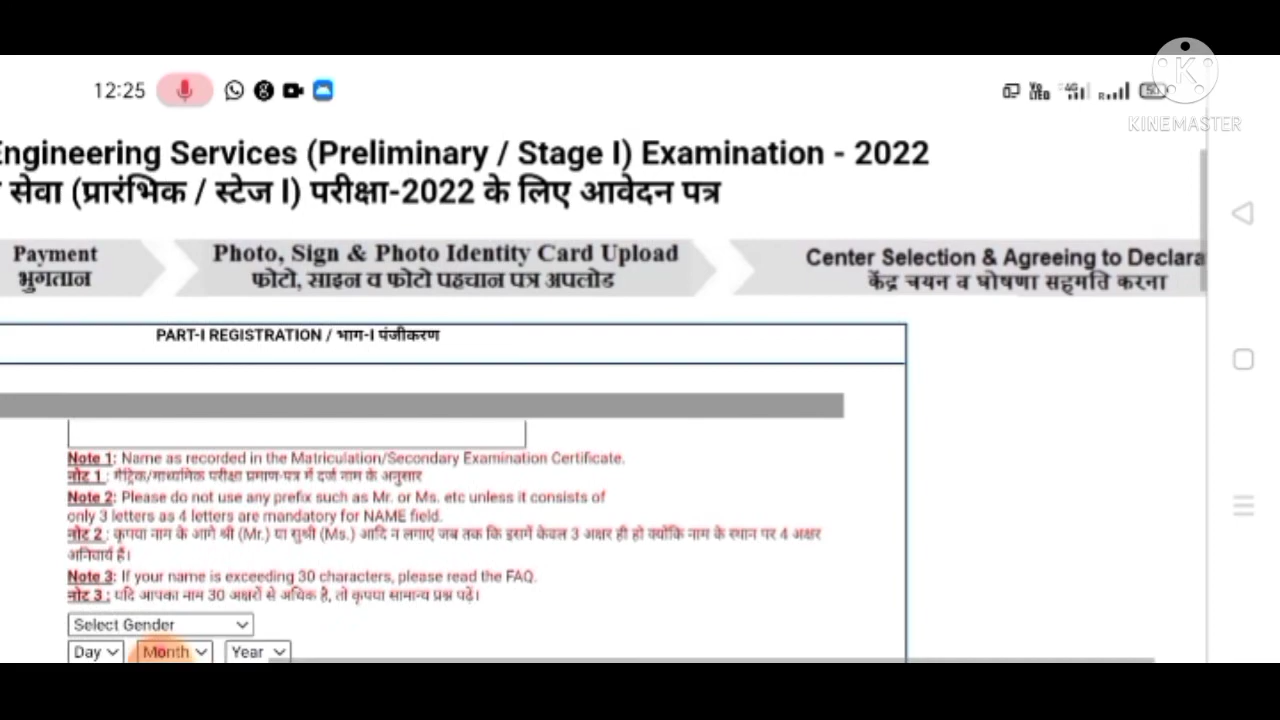 12:25
KINEMASTER
Engineering Services (Preliminary / Stage I) Examination - 2022
सेवा (प्रारंभिक / स्टेज I) परीक्षा-2022 के लिए आवेदन पत्र
Payment
भुगतान
Photo, Sign & Photo Identity Card Upload
फोटो, साइन व फोटो पहचान पत्र अपलोड
Center Selection & Agreeing to Declara
केंद्र चयन व घोषणा सहमति करना
PART-I REGISTRATION / भाग-I पंजीकरण
Note 1: Name as recorded in the Matriculation/Secondary Examination Certificate.
नोट 1 : मैट्रिक/माध्यमिक परीक्षा प्रमाण-पत्र में दर्ज नाम के अनुसार
Note 2: Please do not use any prefix such as Mr. or Ms. etc unless it consists of
only 3 letters as 4 letters are mandatory for NAME field.
नोट 2 : कृपया नाम के आगे श्री (Mr.) या सुश्री (Ms.) आदि न लगाएं जब तक कि इसमें केवल 3 अक्षर ही हो क्योंकि नाम के स्थान पर 4 अक्षर
अनिवार्य हैं।
Note 3: If your name is exceeding 30 characters, please read the FAQ.
नोट 3 : यदि आपका नाम 30 अक्षरों से अधिक है, तो कृपया सामान्य प्रश्न पढ़ें।
Select Gender
Day Month Year